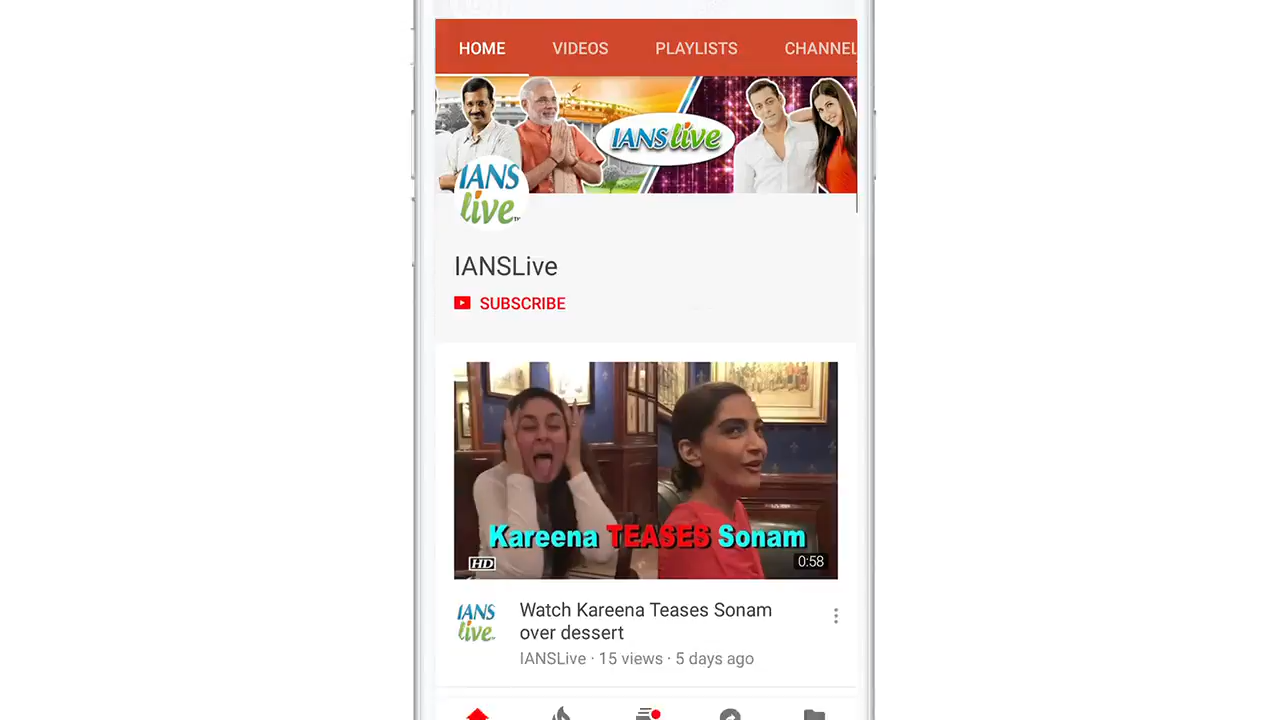 HOME VIDEOS PLAYLISTS CHANNEL
IANS live
IANS
live™
IANSLive
SUBSCRIBE
Kareena TEASES Sonam
HD
0:58
IANS
live
Watch Kareena Teases Sonam
over dessert
IANSLive · 15 views · 5 days ago